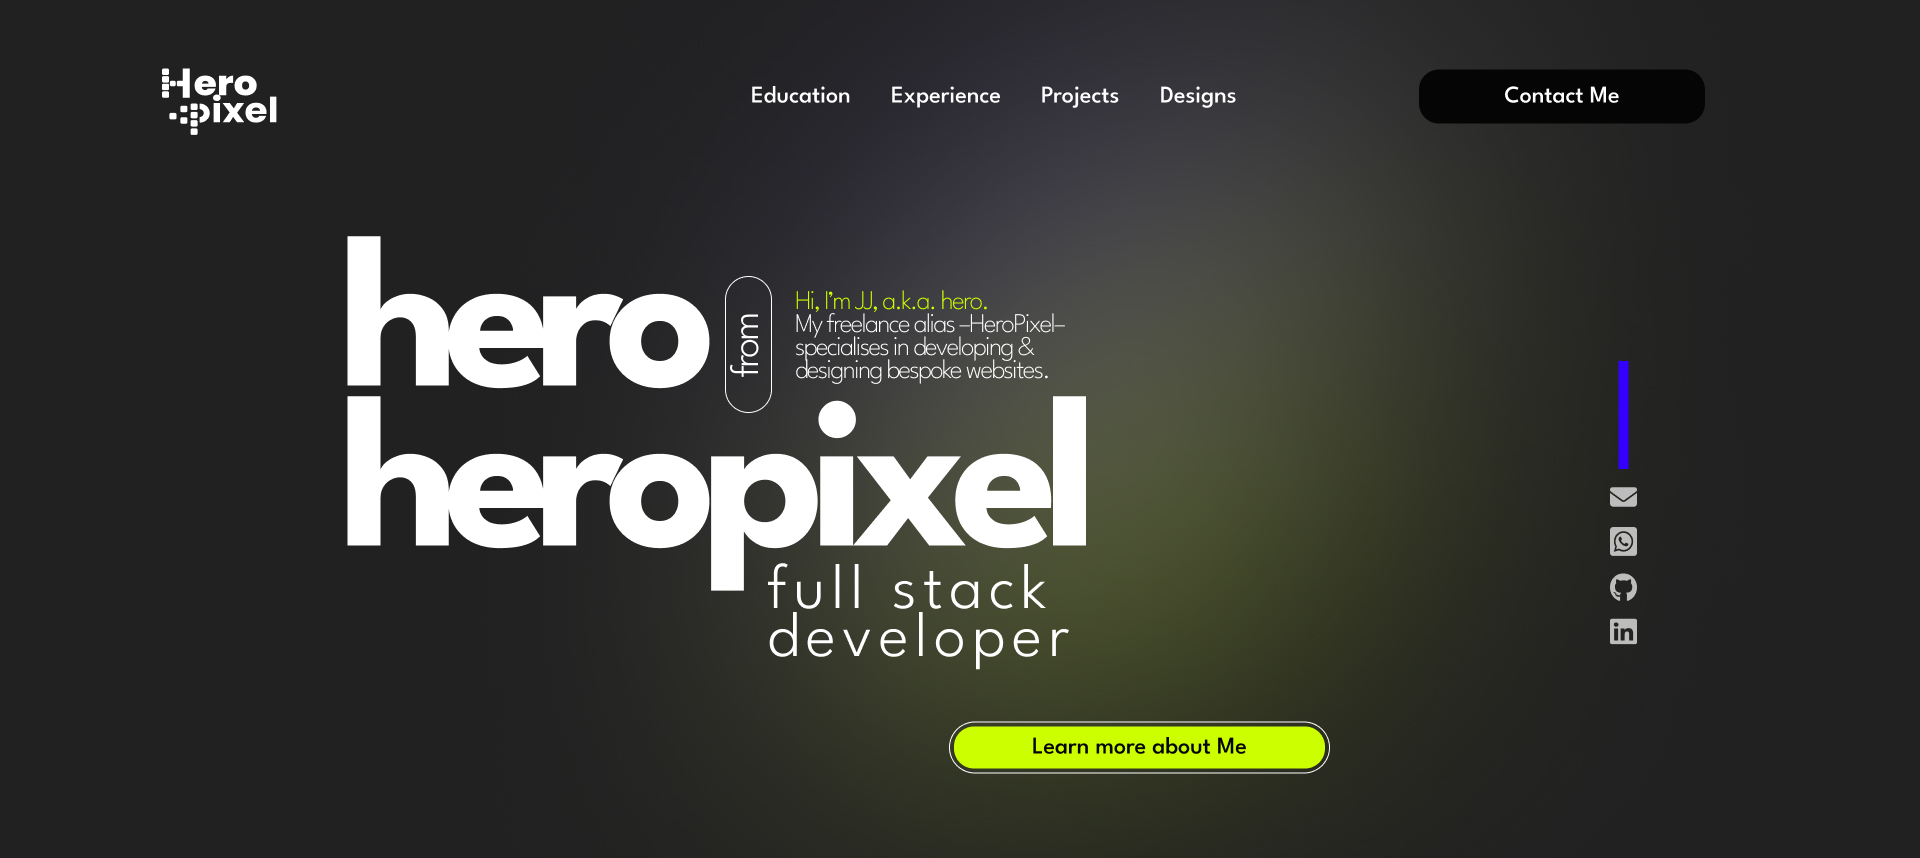 Hero
pixel
Education
Experience
Projects
Designs
Contact Me
hero
from
Hi, I'm JJ, a.k.a. hero.
My freelance alias –HeroPixel–
specialises in developing &
designing bespoke websites.
heropixel
full stack
developer
in
Learn more about Me